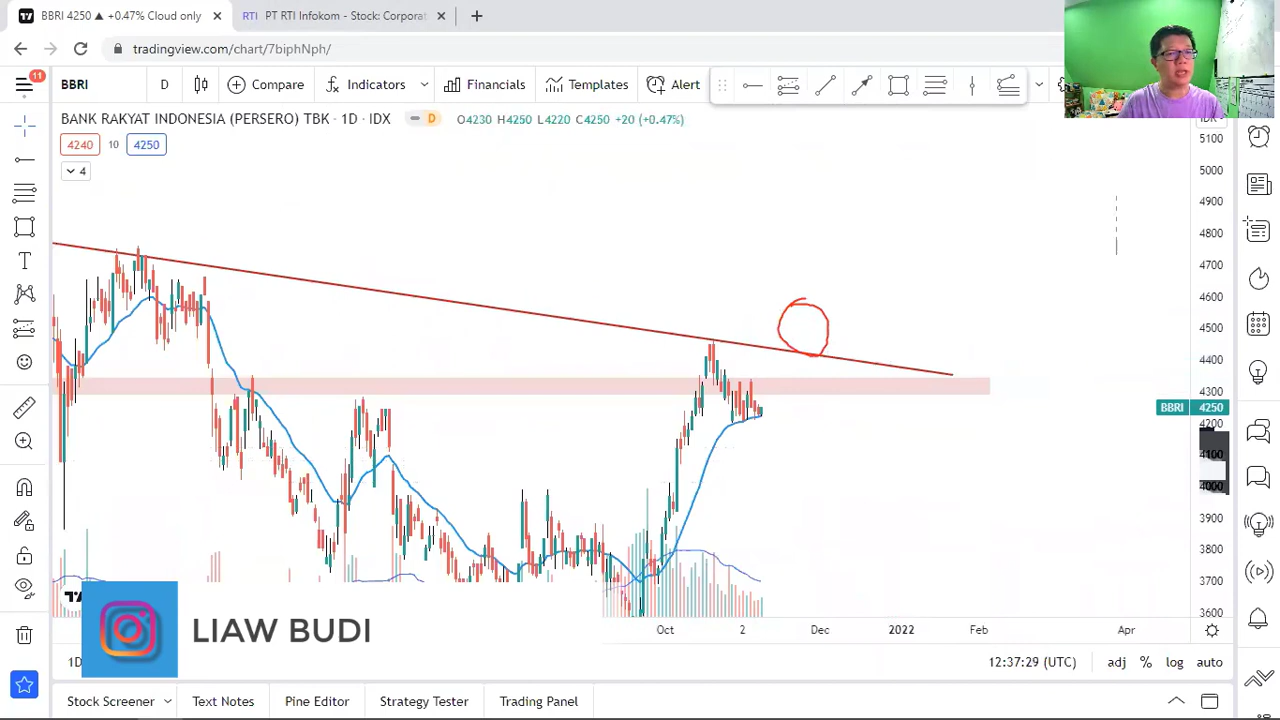 BBRI 4250 ▲ +0.47% Cloud only
RTI PT RTI Infokom - Stock: Corporat
tradingview.com/chart/7biphNph/
11
BBRI D Compare Indicators Financials Templates Alert
BANK RAKYAT INDONESIA (PERSERO) TBK · 1D · IDX D O4230 H4250 L4220 C4250 +20 (+0.47%)
4240 10 4250
4
5100
5000
4900
4800
4700
4600
4500
4400
4300
BBRI 4250
4200
4100
4000
3900
3800
3700
3600
LIAW BUDI
Oct 2 Dec 2022 Feb Apr
1D
12:37:29 (UTC) adj % log auto
Stock Screener Text Notes Pine Editor Strategy Tester Trading Panel